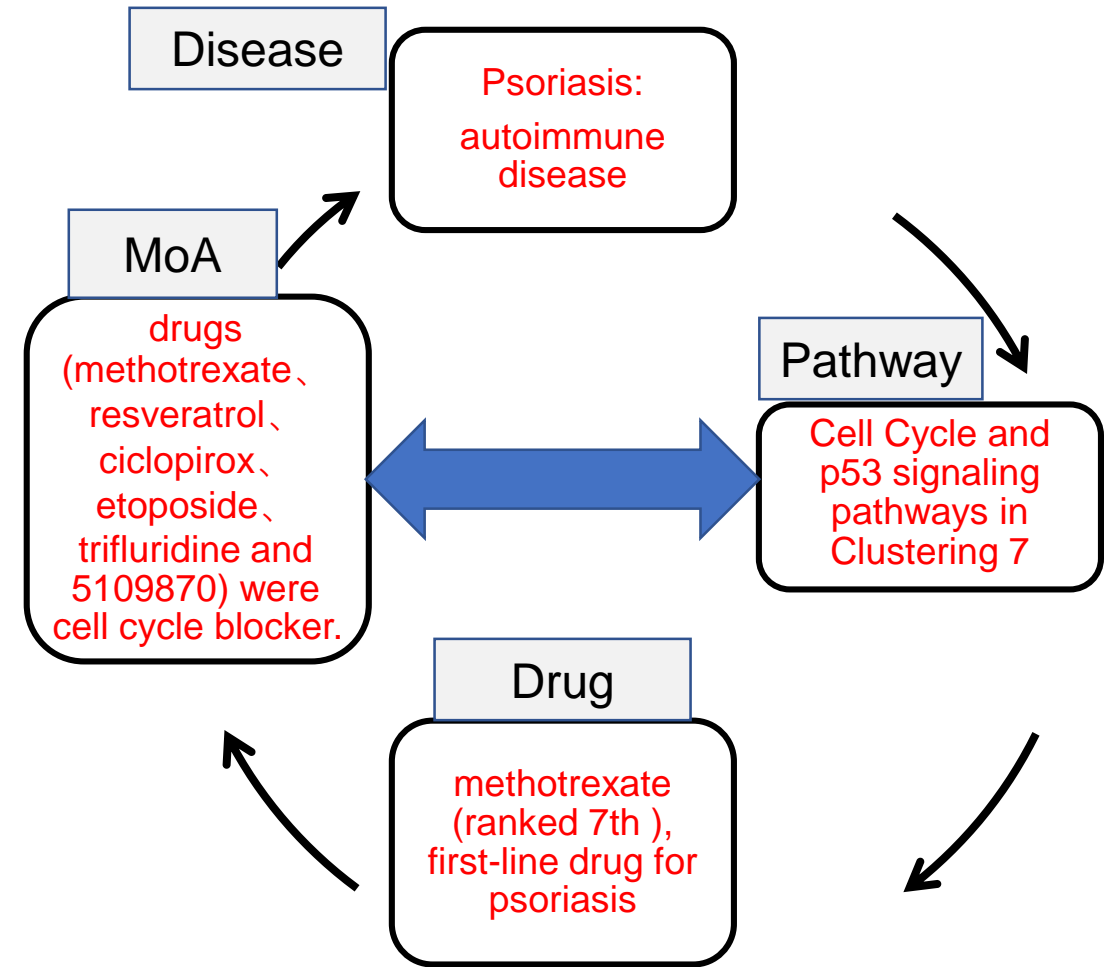 Disease
Psoriasis:
autoimmune
disease
MoA
drugs
(methotrexate、
resveratrol、
ciclopirox、
etoposide、
trifluridine and
5109870) were
cell cycle blocker.
Pathway
Cell Cycle and
p53 signaling
pathways in
Clustering 7
Drug
methotrexate
(ranked 7th ),
first-line drug for
psoriasis